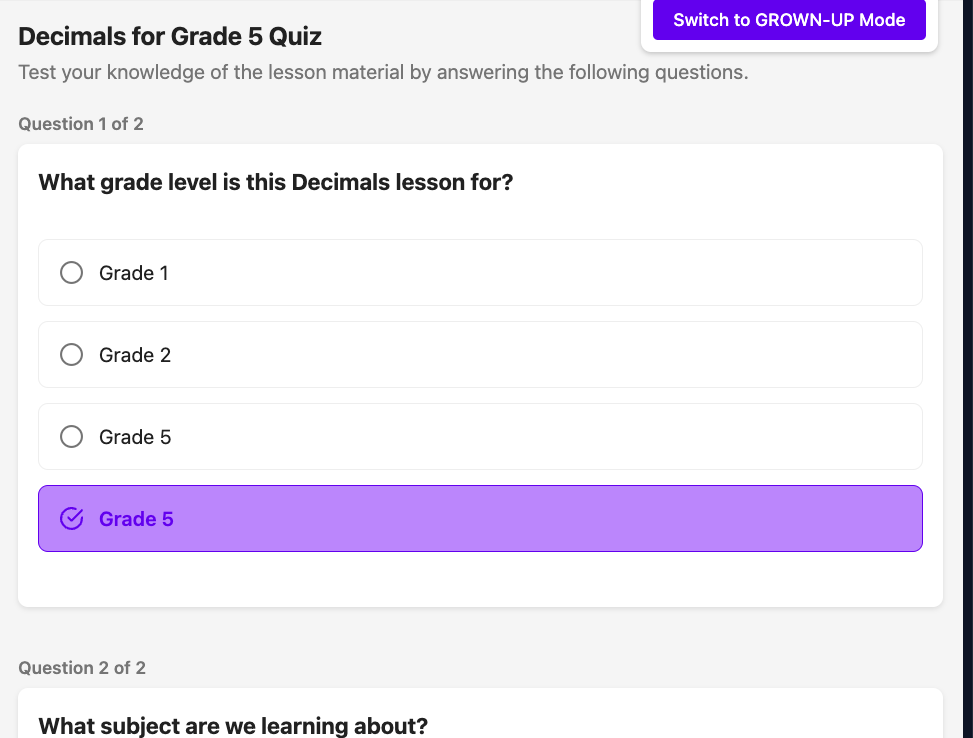 Switch to GROWN-UP Mode
Decimals for Grade 5 Quiz
Test your knowledge of the lesson material by answering the following questions.
Question 1 of 2
What grade level is this Decimals lesson for?
Grade 1
Grade 2
Grade 5
Grade 5
Question 2 of 2
What subject are we learning about?